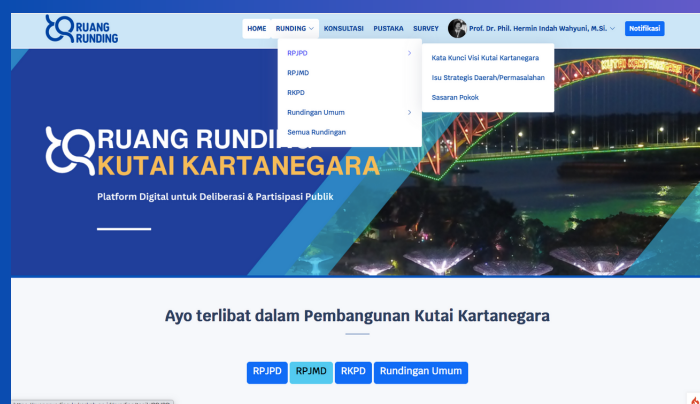 RUANG
RUNDING
HOME RUNDING KONSULTASI PUSTAKA SURVEY Prof. Dr. Phil. Hermin Indah Wahyuni, M.Si. Notifikasi
RPJPD
RPJMD
RKPD
Rundingan Umum
Semua Rundingan
Kata Kunci Visi Kutai Kartanegara
Isu Strategis Daerah/Permasalahan
Sasaran Pokok
RUANG RUNDING
KUTAI KARTANEGARA
Platform Digital untuk Deliberasi & Partisipasi Publik
Ayo terlibat dalam Pembangunan Kutai Kartanegara
RPJPD RPJMD RKPD Rundingan Umum